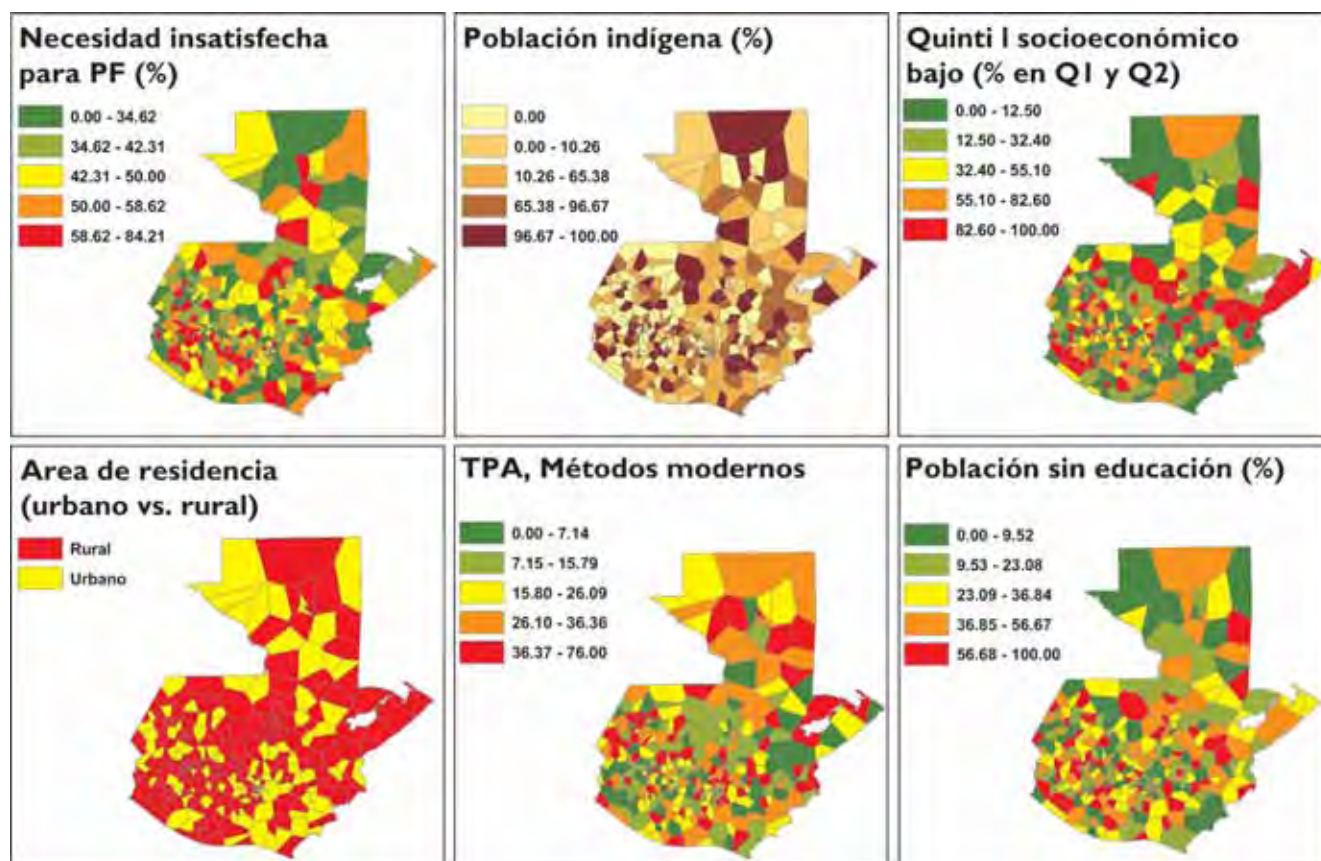 Necesidad insatisfecha
para PF (%)
0.00 - 34.62
34.62 - 42.31
42.31 - 50.00
50.00 - 58.62
58.62 - 84.21
Población indígena (%)
0.00
0.00 - 10.26
10.26 - 65.38
65.38 - 96.67
96.67 - 100.00
Quinti l socioeconómico
bajo (% en Q1 y Q2)
0.00 - 12.50
12.50 - 32.40
32.40 - 55.10
55.10 - 82.60
82.60 - 100.00
Area de residencia
(urbano vs. rural)
Rural
Urbano
TPA, Métodos modernos
0.00 - 7.14
7.15 - 15.79
15.80 - 26.09
26.10 - 36.36
36.37 - 76.00
Población sin educación (%)
0.00 - 9.52
9.53 - 23.08
23.09 - 36.84
36.85 - 56.67
56.68 - 100.00